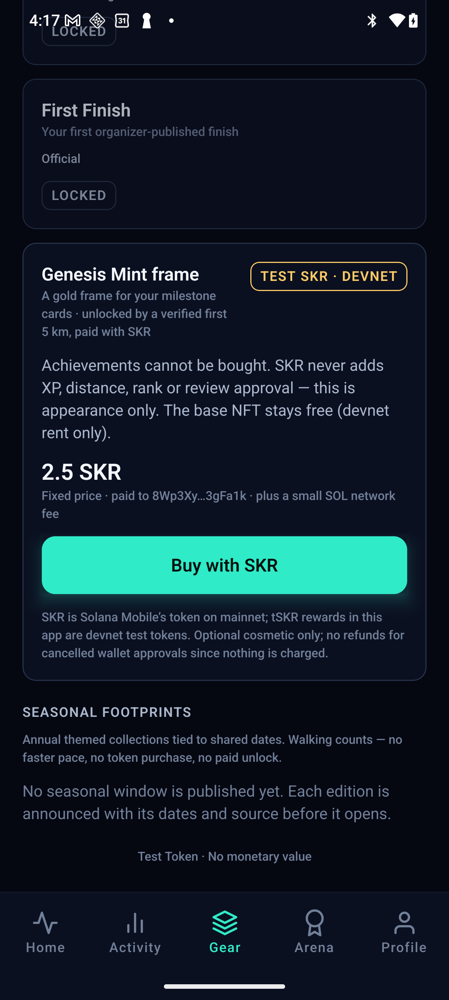 4:17
31
LOCKED
First Finish
Your first organizer-published finish
Official
LOCKED
Genesis Mint frame
TEST SKR · DEVNET
A gold frame for your milestone
cards · unlocked by a verified first
5 km, paid with SKR
Achievements cannot be bought. SKR never adds
XP, distance, rank or review approval — this is
appearance only. The base NFT stays free (devnet
rent only).
2.5 SKR
Fixed price · paid to 8Wp3Xy…3gFa1k · plus a small SOL network
fee
Buy with SKR
SKR is Solana Mobile’s token on mainnet; tSKR rewards in this
app are devnet test tokens. Optional cosmetic only; no refunds for
cancelled wallet approvals since nothing is charged.
SEASONAL FOOTPRINTS
Annual themed collections tied to shared dates. Walking counts — no
faster pace, no token purchase, no paid unlock.
No seasonal window is published yet. Each edition is
announced with its dates and source before it opens.
Test Token · No monetary value
Home
Activity
Gear
Arena
Profile